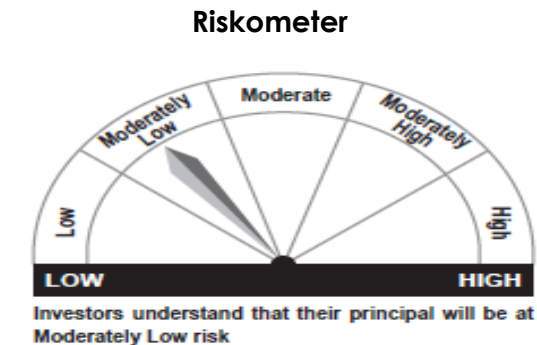 Riskometer
Moderate
Moderately
Low
Moderately
High
Low
High
LOW
HIGH
Investors understand that their principal will be at
Moderately Low risk